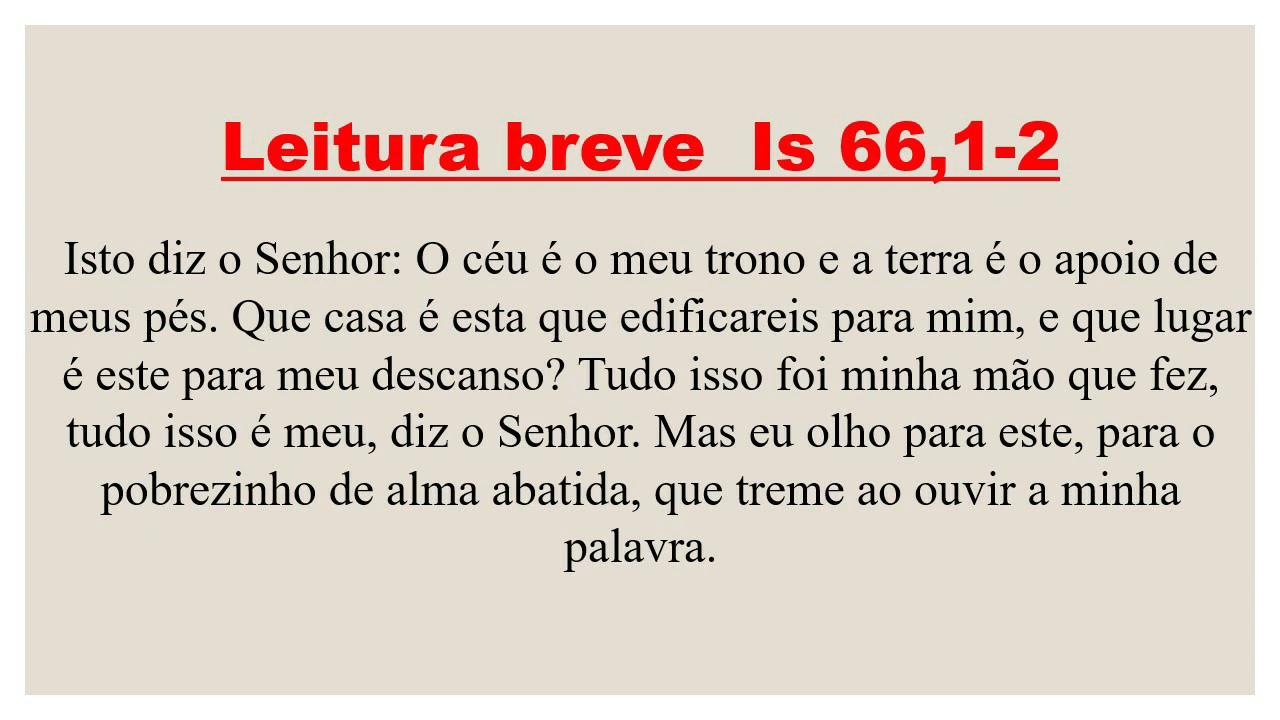 Leitura breve  Is 66,1-2
Isto diz o Senhor: O céu é o meu trono e a terra é o apoio de
meus pés. Que casa é esta que edificareis para mim, e que lugar
é este para meu descanso? Tudo isso foi minha mão que fez,
tudo isso é meu, diz o Senhor. Mas eu olho para este, para o
pobrezinho de alma abatida, que treme ao ouvir a minha
palavra.